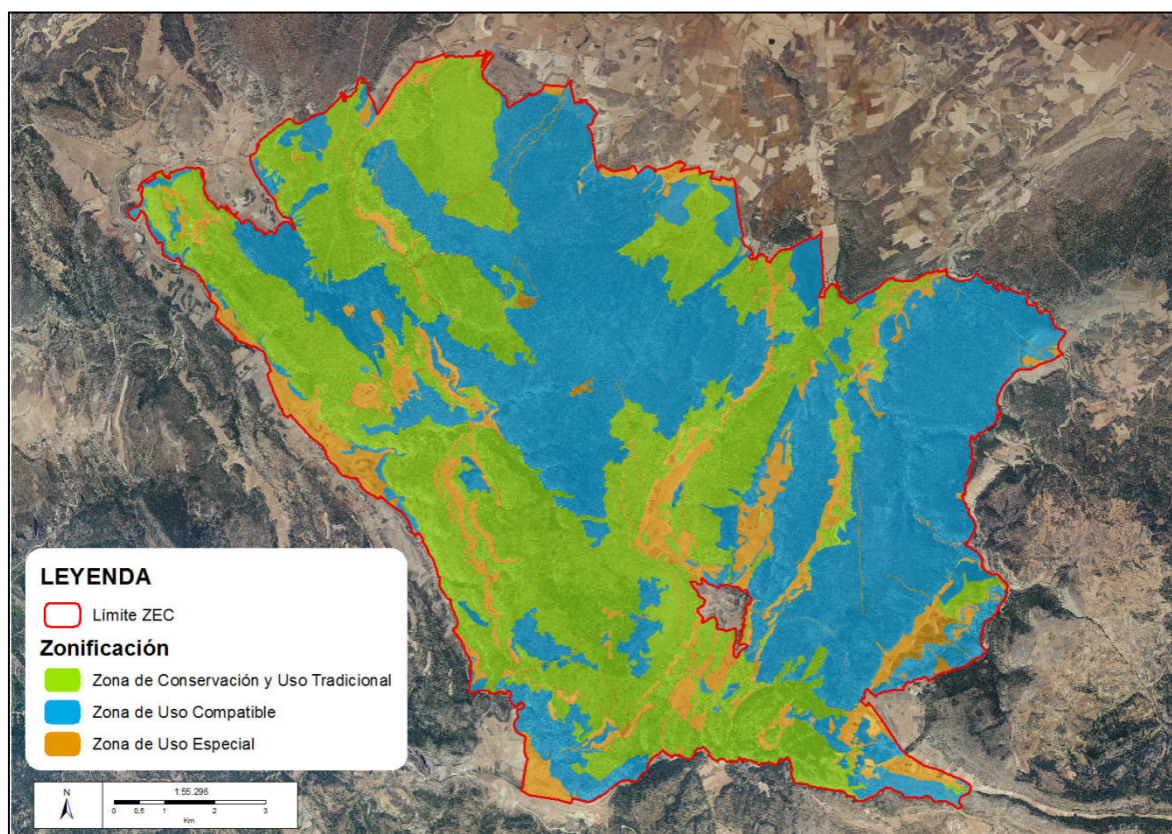 LEYENDA
Límite ZEC
Zonificación
Zona de Conservación y Uso Tradicional
Zona de Uso Compatible
Zona de Uso Especial
N
1:55.296
0 0,5 1 2 3
Km